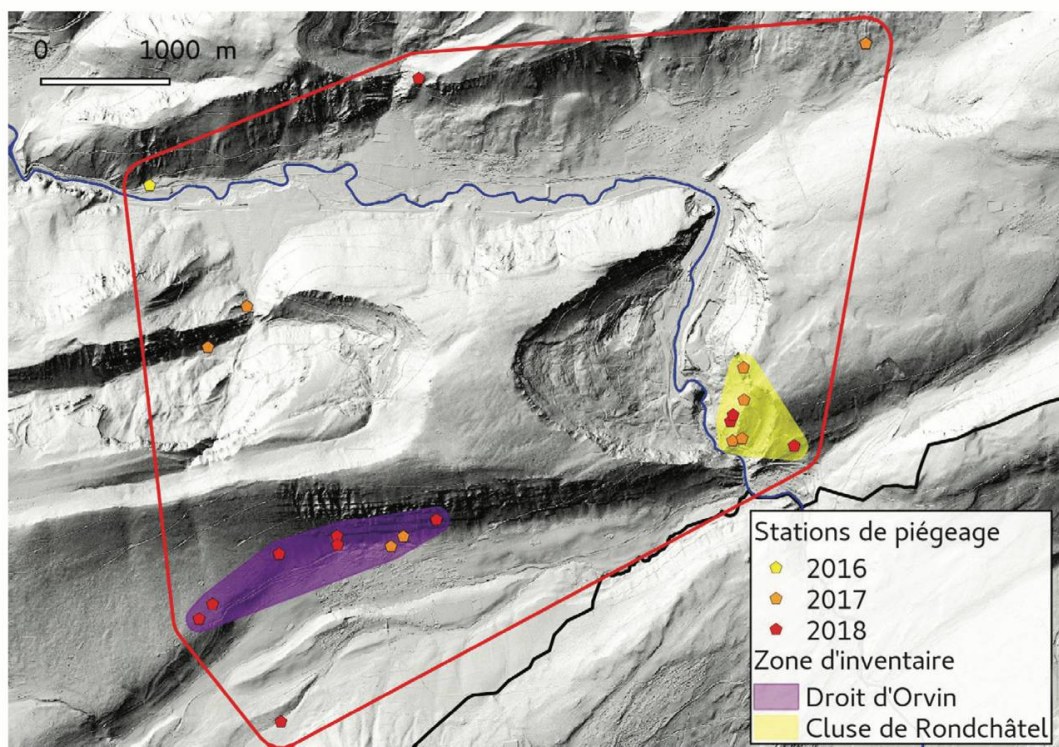 0 1000 m
Stations de piégeage
2016
2017
2018
Zone d'inventaire
Droit d'Orvin
Cluse de Rondchâtel